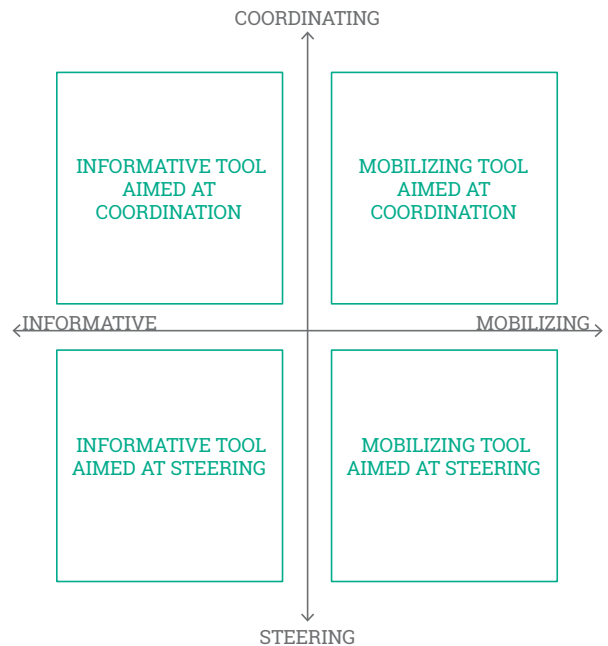 COORDINATING
INFORMATIVE TOOL
AIMED AT
COORDINATION
MOBILIZING TOOL
AIMED AT
COORDINATION
INFORMATIVE
MOBILIZING
INFORMATIVE TOOL
AIMED AT STEERING
MOBILIZING TOOL
AIMED AT STEERING
STEERING